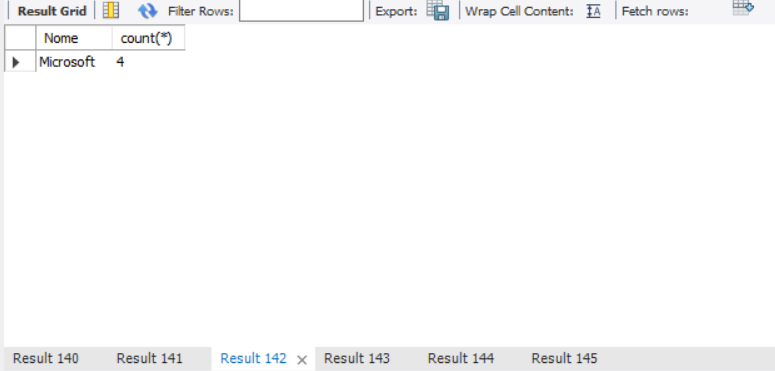 Result Grid Filter Rows: Export: Wrap Cell Content: IA Fetch rows:
Nome count(*)
Microsoft 4
Result 140 Result 141 Result 142 × Result 143 Result 144 Result 145